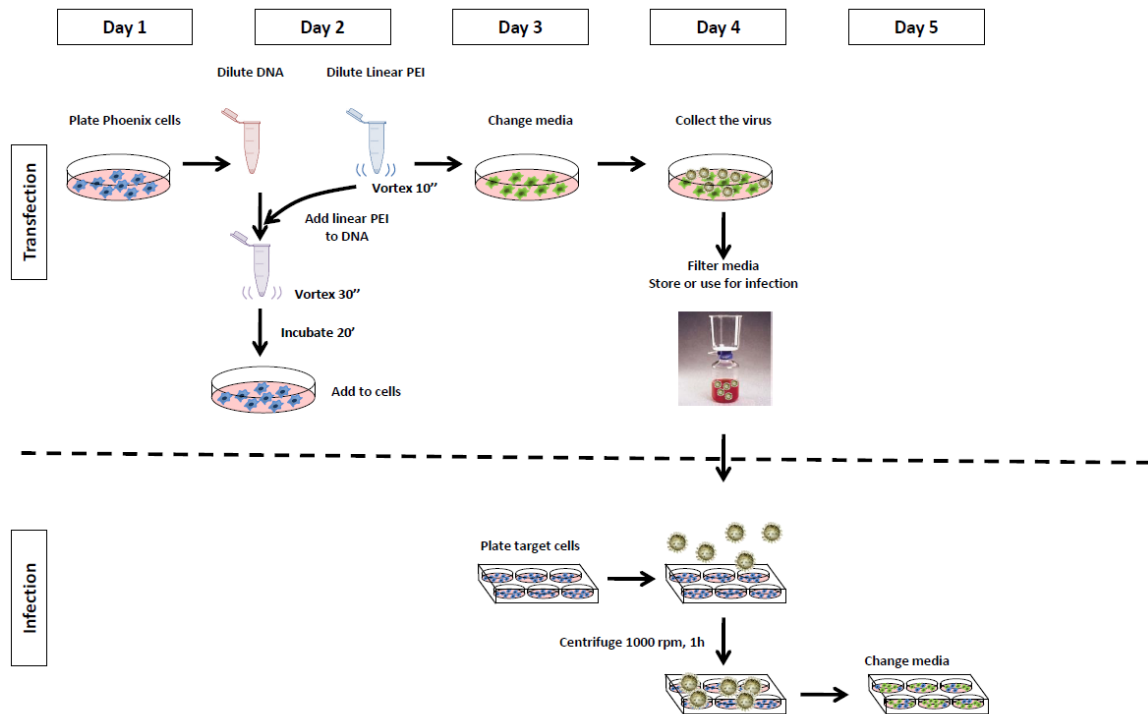 Day 1
Day 2
Day 3
Day 4
Day 5
Transfection
Plate Phoenix cells
Dilute DNA
Dilute Linear PEI
Vortex 10”
Add linear PEI
to DNA
Vortex 30”
Incubate 20’
Add to cells
Change media
Collect the virus
Filter media
Store or use for infection
Infection
Plate target cells
Centrifuge 1000 rpm, 1h
Change media